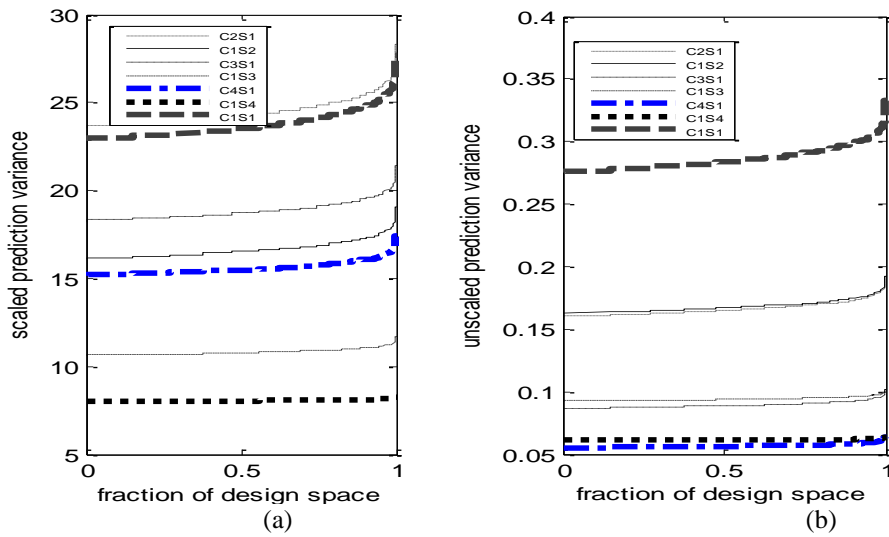 30
25
20
15
10
5
scaled prediction variance
C2S1
C1S2
C3S1
C1S3
C4S1
C1S4
C1S1
0
0.5
1
fraction of design space
(a)
0.4
0.35
0.3
0.25
0.2
0.15
0.1
0.05
unscaled prediction variance
C2S1
C1S2
C3S1
C1S3
C4S1
C1S4
C1S1
0
0.5
1
fraction of design space
(b)